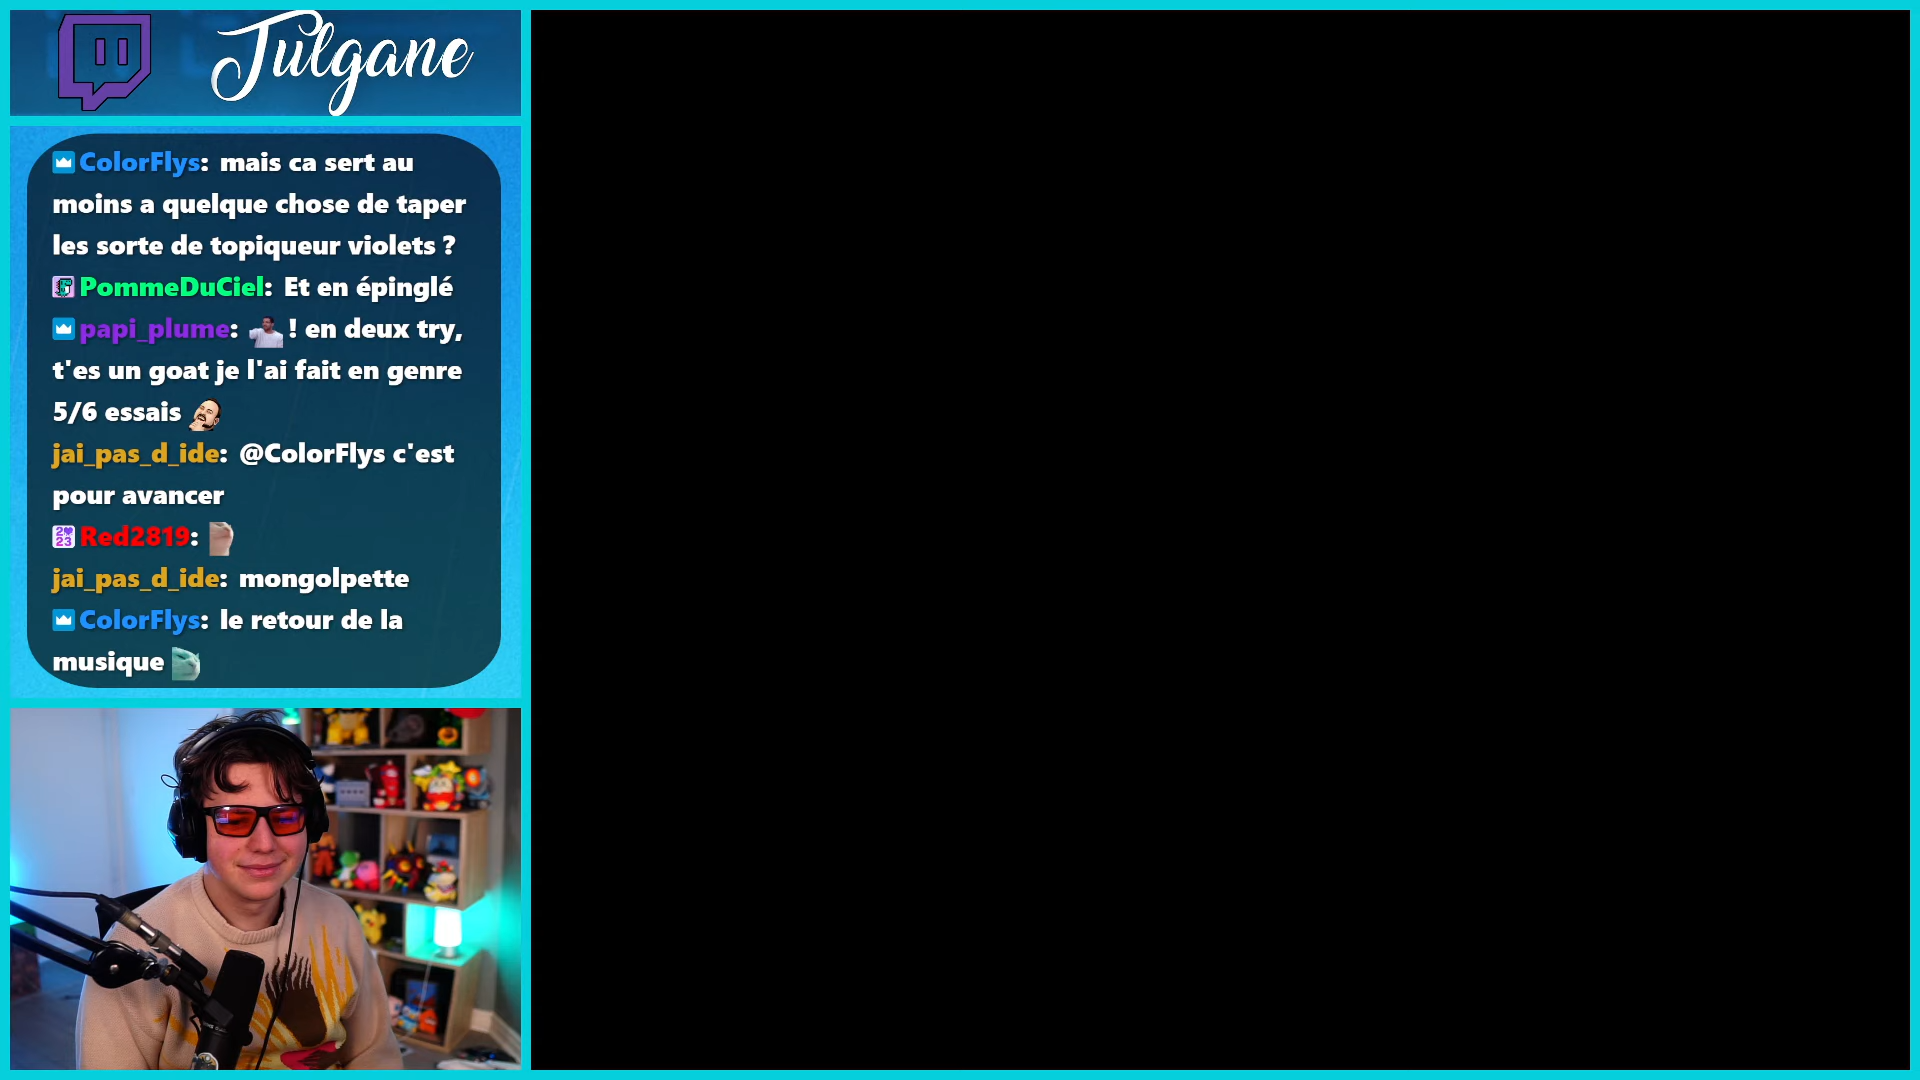 Julgane
ColorFlys: mais ca sert au
moins a quelque chose de taper
les sorte de topiqueur violets ?
PommeDuCiel: Et en épinglé
papi_plume: ! en deux try,
t'es un goat je l'ai fait en genre
5/6 essais
jai_pas_d_ide: @ColorFlys c'est
pour avancer
2023 Red2819:
jai_pas_d_ide: mongolpette
ColorFlys: le retour de la
musique